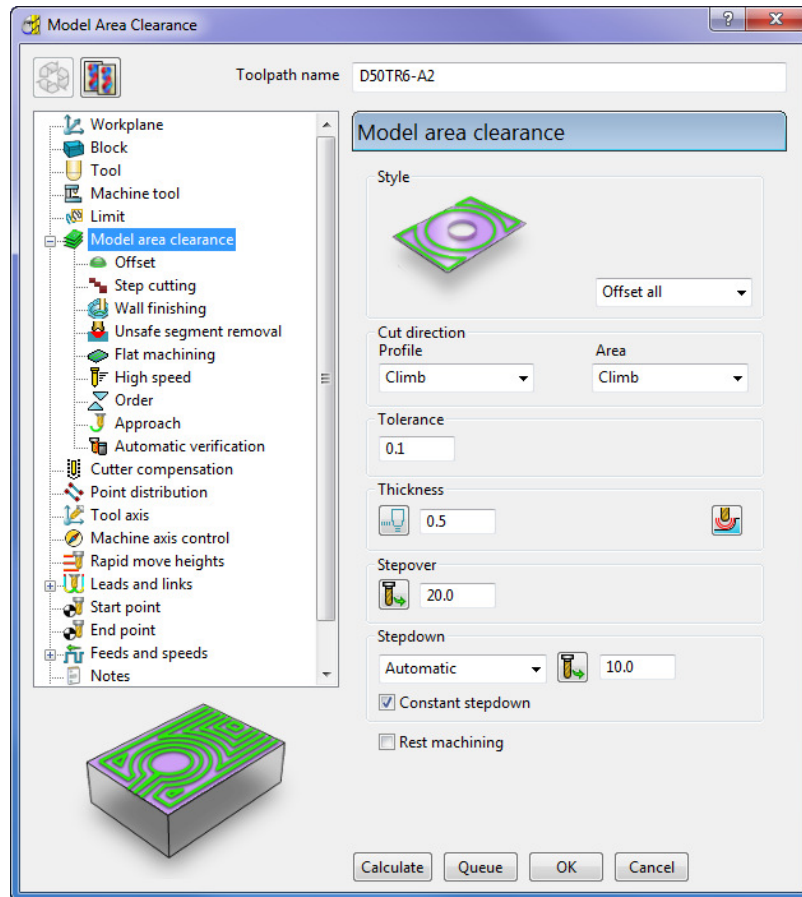 Model Area Clearance
?
X
Toolpath name
D50TR6-A2
Workplane
Block
Tool
Machine tool
Limit
Model area clearance
Offset
Step cutting
Wall finishing
Unsafe segment removal
Flat machining
High speed
Order
Approach
Automatic verification
Cutter compensation
Point distribution
Tool axis
Machine axis control
Rapid move heights
Leads and links
Start point
End point
Feeds and speeds
Notes
Model area clearance
Style
Offset all
Cut direction
Profile Area
Climb Climb
Tolerance
0.1
Thickness
0.5
Stepover
20.0
Stepdown
Automatic 10.0
Constant stepdown
Rest machining
Calculate Queue OK Cancel